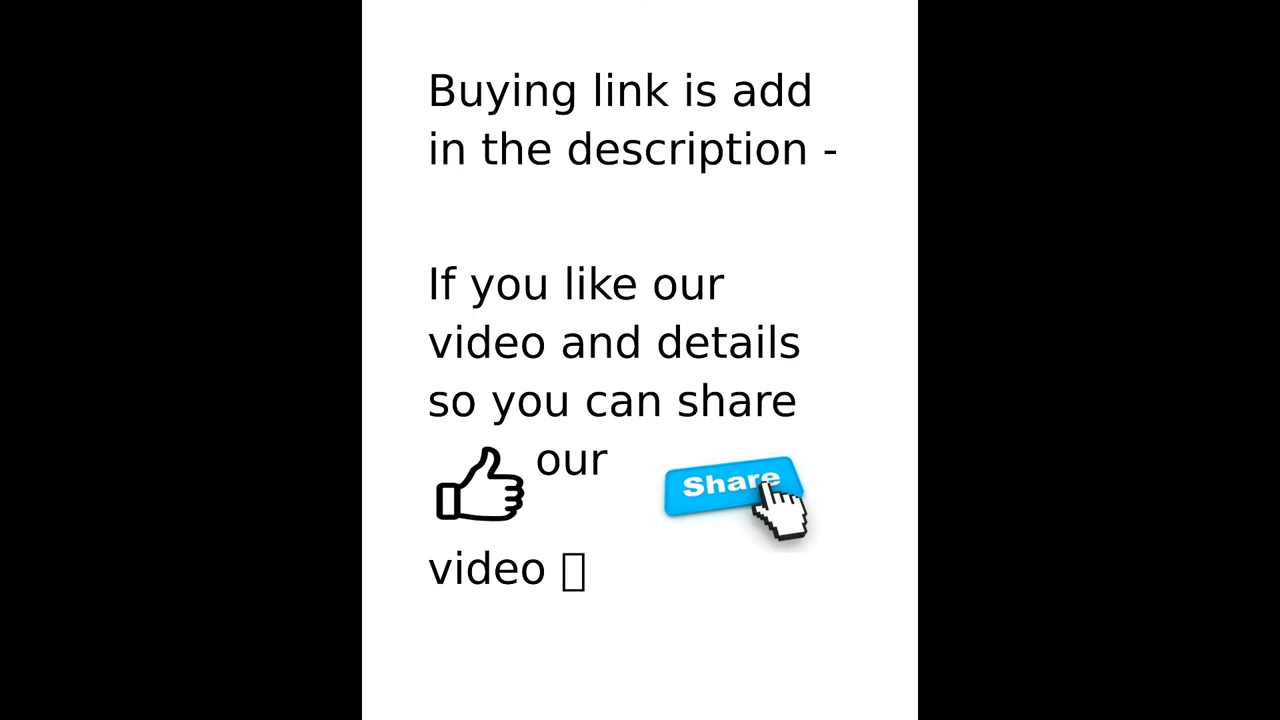 Buying link is add
in the description -
If you like our
video and details
so you can share
our
Share
video